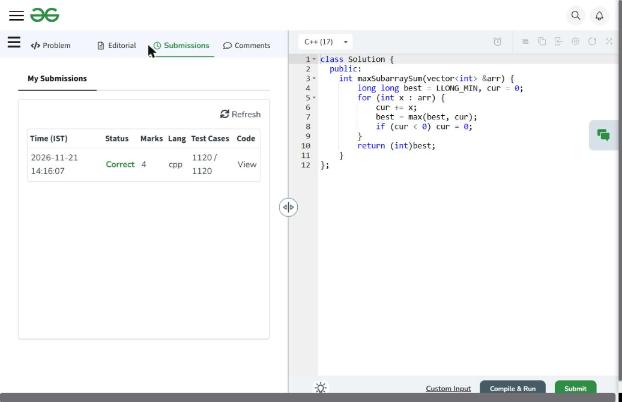 </> Problem
Editorial
Submissions
Comments
My Submissions
Refresh
Time (IST) Status Marks Lang Test Cases Code
2026-11-21 14:16:07 Correct 4 cpp 1120 / 1120 View
C++ (17)
1 class Solution {
2 public:
3 int maxSubarraySum(vector<int> &arr) {
4 long long best = LLONG_MIN, cur = 0;
5 for (int x : arr) {
6 cur += x;
7 best = max(best, cur);
8 if (cur < 0) cur = 0;
9 }
10 return (int)best;
11 }
12 };
Custom Input
Compile & Run
Submit